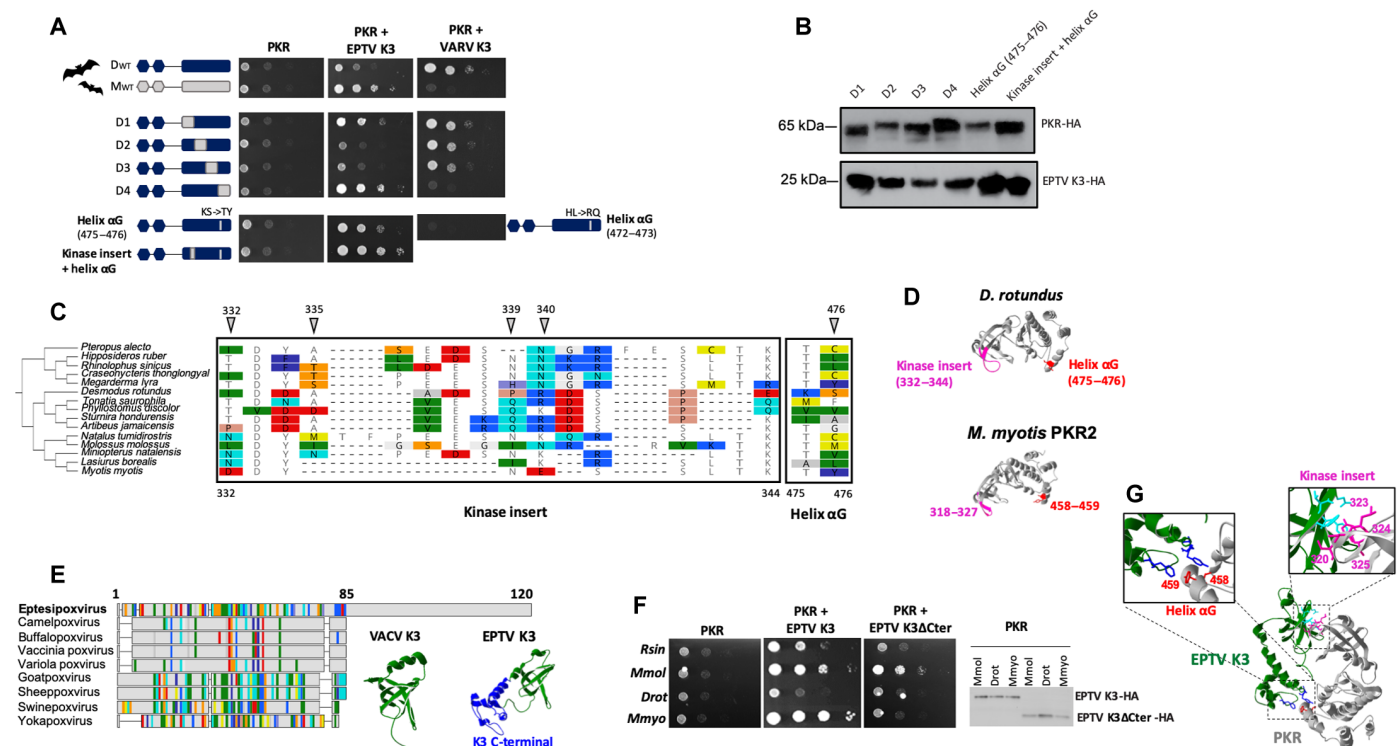 A
PKR
PKR +
EPTV K3
PKR +
VARV K3
DWT
MWT
D1
D2
D3
D4
KS->TY
HL->RQ
Helix αG
(475–476)
Helix αG
(472–473)
Kinase insert
+ helix αG
B
D1
D2
D3
D4
Helix αG (475–476)
Kinase insert + helix αG
65 kDa—
PKR-HA
25 kDa—
EPTV K3-HA
C
332
335
339
340
476
Pteropus alecto
Hipposideros ruber
Rhinolophus sinicus
Craseonycteris thonglongyai
Megarderma lyra
Desmodus rotundus
Tonatia saurophila
Phyllostomus discolor
Sturnira hondurensis
Artibeus jamaicensis
Natalus tumidirostris
Molossus molossus
Miniopterus natalensis
Lasiurus borealis
Myotis myotis
332
344
475
476
Kinase insert
Helix αG
D
D. rotundus
Kinase insert
(332–344)
Helix αG
(475–476)
M. myotis PKR2
318–327
458–459
E
1
85
120
Eptesipoxvirus
Camelpoxvirus
Buffalopoxvirus
Vaccinia poxvirus
Variola poxvirus
Goatpoxvirus
Sheeppoxvirus
Swinepoxvirus
Yokapoxvirus
VACV K3
EPTV K3
K3 C-terminal
F
PKR
PKR +
EPTV K3
PKR +
EPTV K3ΔCter
PKR
Rsin
Mmol
Drot
Mmyo
Mmol
Drot
Mmyo
Mmol
Drot
Mmyo
EPTV K3-HA
EPTV K3ΔCter -HA
G
Kinase insert
323
324
320
325
459
458
Helix αG
EPTV K3
PKR